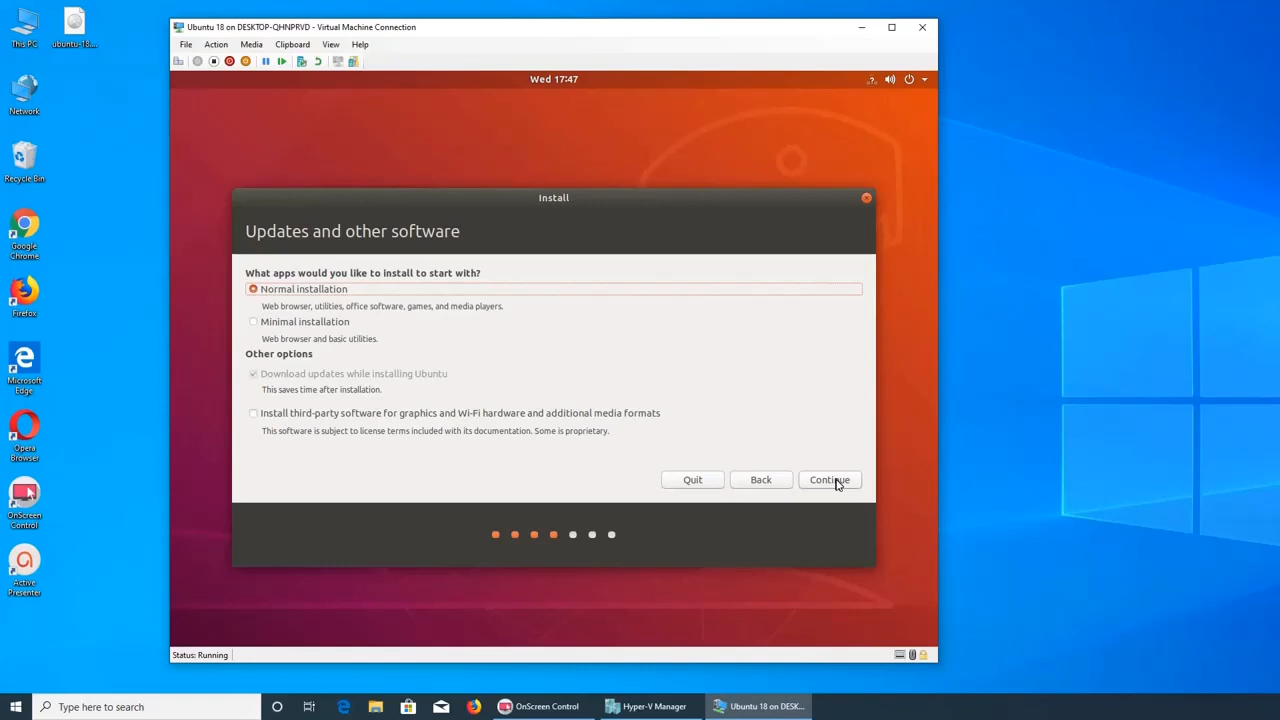 This PC
ubuntu-18....
Network
Recycle Bin
Google
Chrome
Firefox
Microsoft
Edge
Opera
Browser
OnScreen
Control
Active
Presenter
Ubuntu 18 on DESKTOP-QHNPRVD - Virtual Machine Connection
File Action Media Clipboard View Help
Wed 17:47
Install
Updates and other software
What apps would you like to install to start with?
Normal installation
Web browser, utilities, office software, games, and media players.
Minimal installation
Web browser and basic utilities.
Other options
Download updates while installing Ubuntu
This saves time after installation.
Install third-party software for graphics and Wi-Fi hardware and additional media formats
This software is subject to license terms included with its documentation. Some is proprietary.
Quit Back Continue
Status: Running
Type here to search
OnScreen Control
Hyper-V Manager
Ubuntu 18 on DESK...